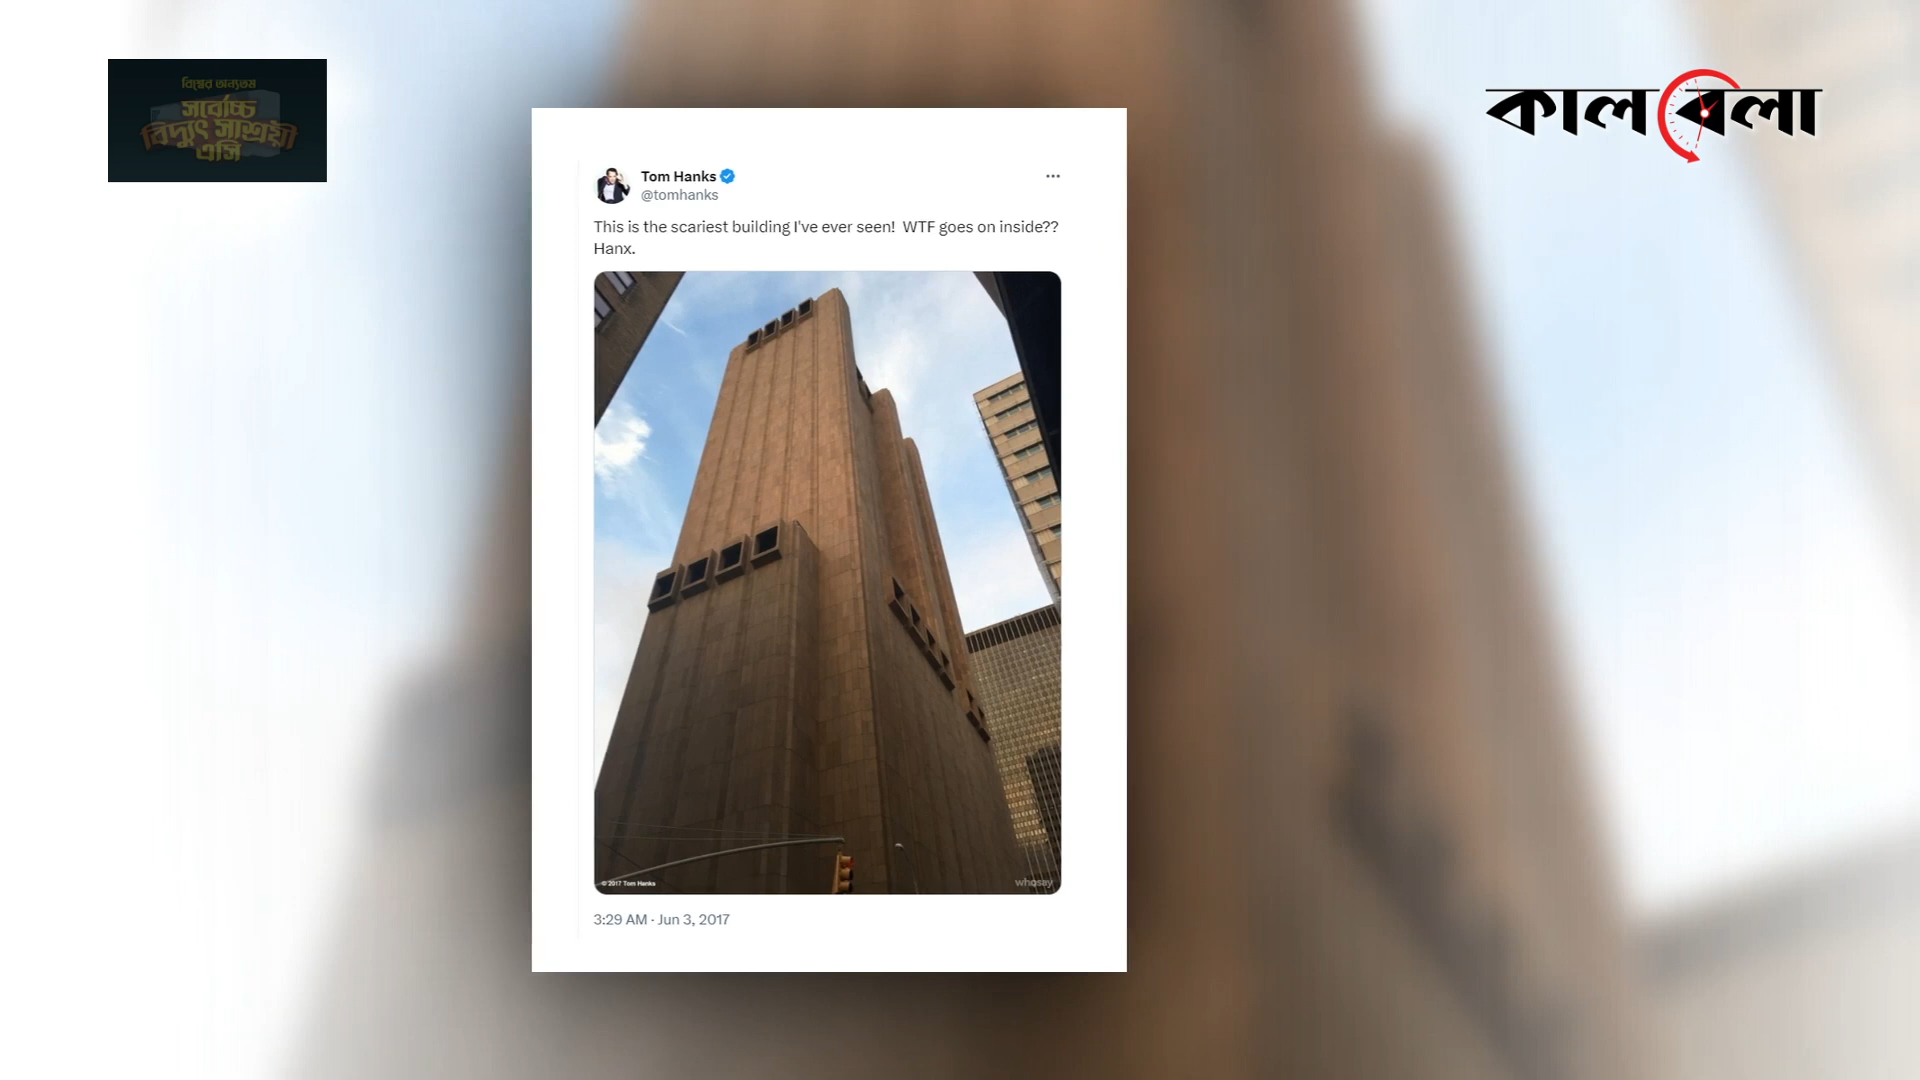 বিশ্বের অন্যতম
সর্বোচ্চ
বিদ্যুৎ সাশ্রয়ী
এসি
কালবেলা
Tom Hanks
@tomhanks
This is the scariest building I've ever seen!  WTF goes on inside??
Hanx.
© 2017 Tom Hanks
whosay
3:29 AM · Jun 3, 2017